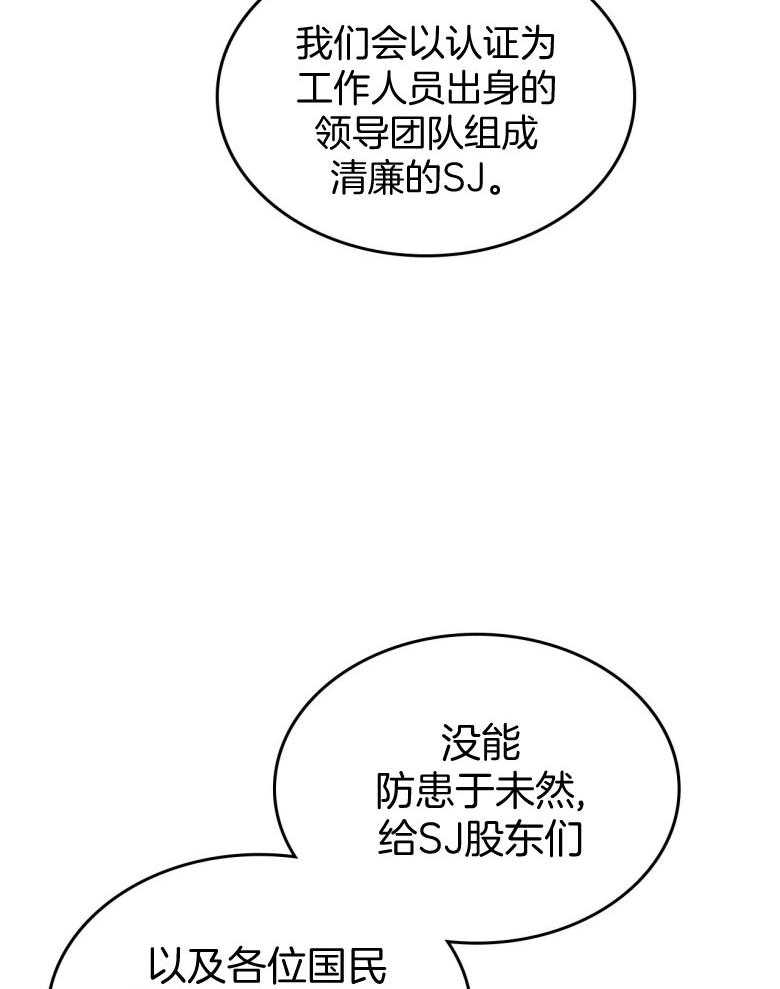 我们会以认证为
工作人员出身的
领导团队组成
清廉的SJ。
没能
防患于未然,
给SJ股东们
以及各位国民